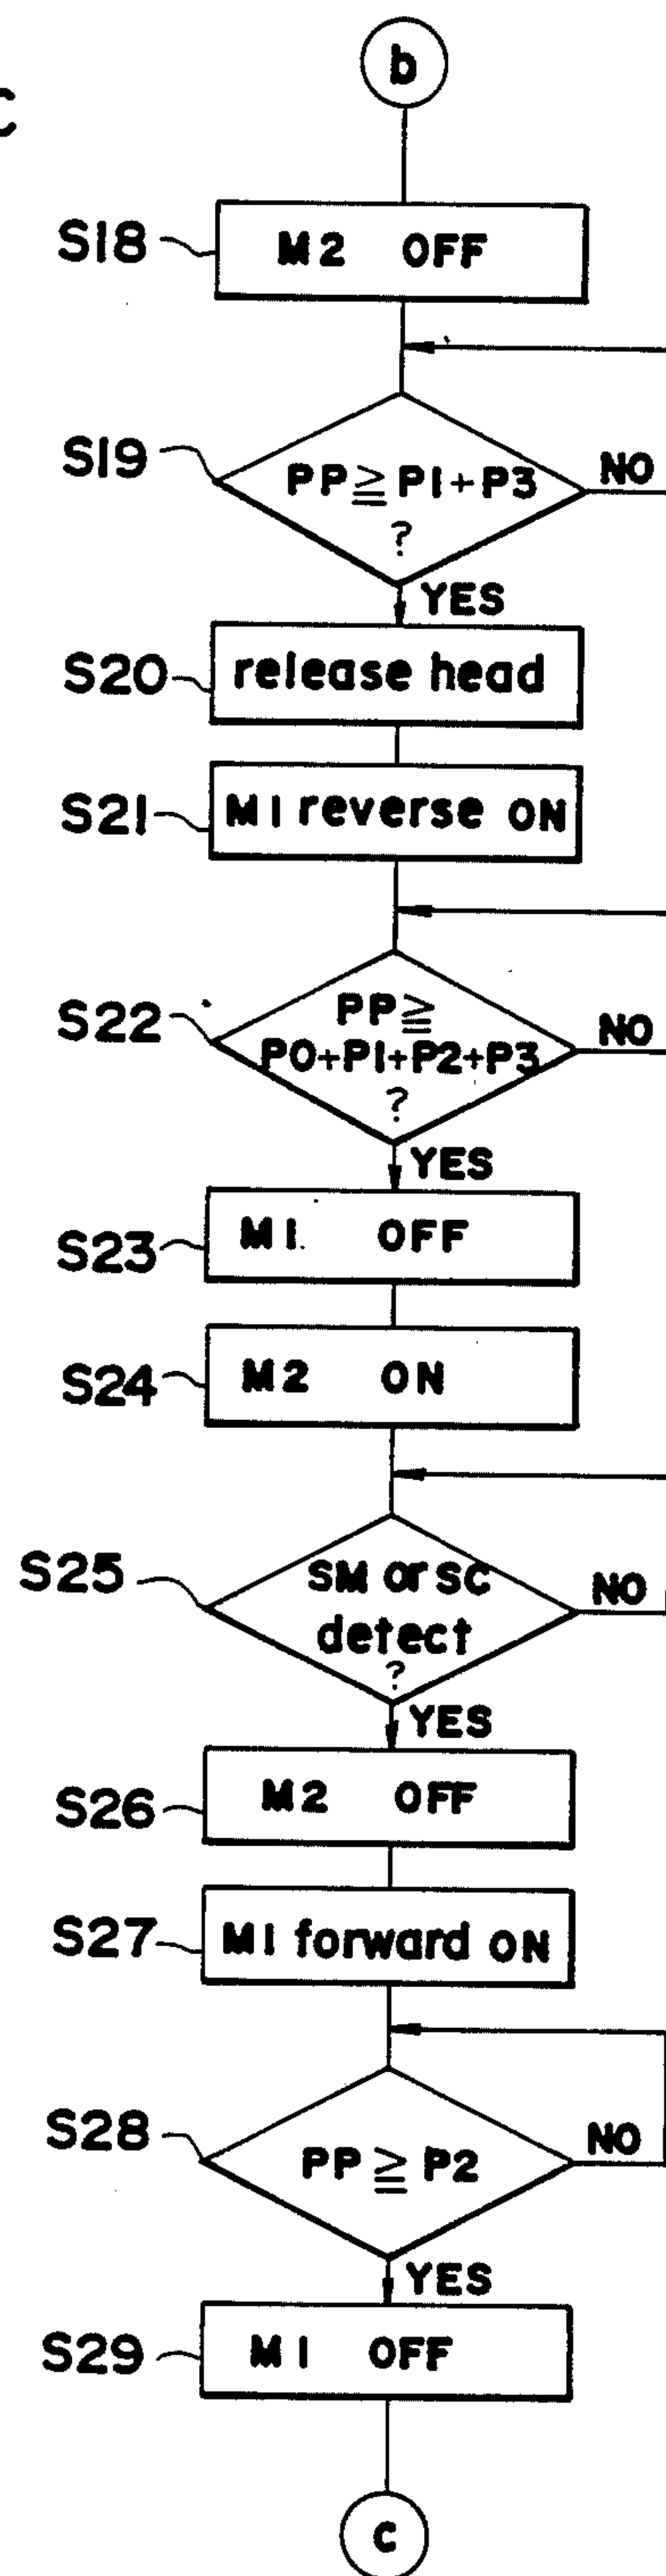 b
C
S18 M2 OFF
S19 PP ≧ P1+P3 NO
?
YES
S20 release head
S21 M1 reverse ON
S22 PP ≧ NO
P0+P1+P2+P3
?
YES
S23 M1 OFF
S24 M2 ON
S25 SM or SC NO
detect
?
YES
S26 M2 OFF
S27 M1 forward ON
S28 PP ≧ P2 NO
YES
S29 M1 OFF
c